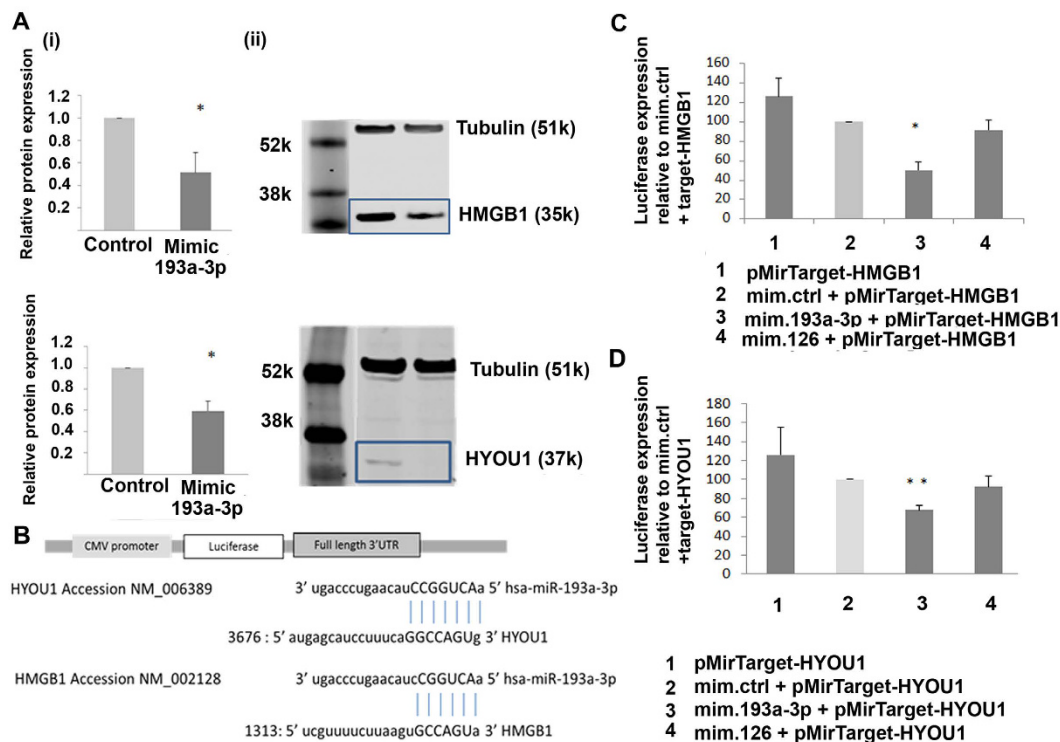 A
(i)
(ii)
Relative protein expression
1.2
1.0
0.8
0.6
0.4
0.2
*
Control
Mimic
193a-3p
52k
38k
Tubulin (51k)
HMGB1 (35k)
Relative protein expression
1.2
1.0
0.8
0.6
0.4
0.2
*
Control
Mimic
193a-3p
52k
38k
Tubulin (51k)
HYOU1 (37k)
B
CMV promoter
Luciferase
Full length 3'UTR
HYOU1 Accession NM_006389
3' ugacccugaacauCCGGUCAa 5' hsa-miR-193a-3p
3676 : 5' augagcauccuuucaGGCCAGUg 3' HYOU1
HMGB1 Accession NM_002128
3' ugacccugaacaucCGGUCAa 5' hsa-miR-193a-3p
1313: 5' ucguuuucuuaaguGCCAGUa 3' HMGB1
C
Luciferase expression
relative to mim.ctrl
+ target-HMGB1
160
140
120
100
80
60
40
20
0
*
1
2
3
4
1 pMirTarget-HMGB1
2 mim.ctrl + pMirTarget-HMGB1
3 mim.193a-3p + pMirTarget-HMGB1
4 mim.126 + pMirTarget-HMGB1
D
Luciferase expression
relative to mim.ctrl
+target-HYOU1
180
160
140
120
100
80
60
40
20
0
**
1
2
3
4
1 pMirTarget-HYOU1
2 mim.ctrl + pMirTarget-HYOU1
3 mim.193a-3p + pMirTarget-HYOU1
4 mim.126 + pMirTarget-HYOU1